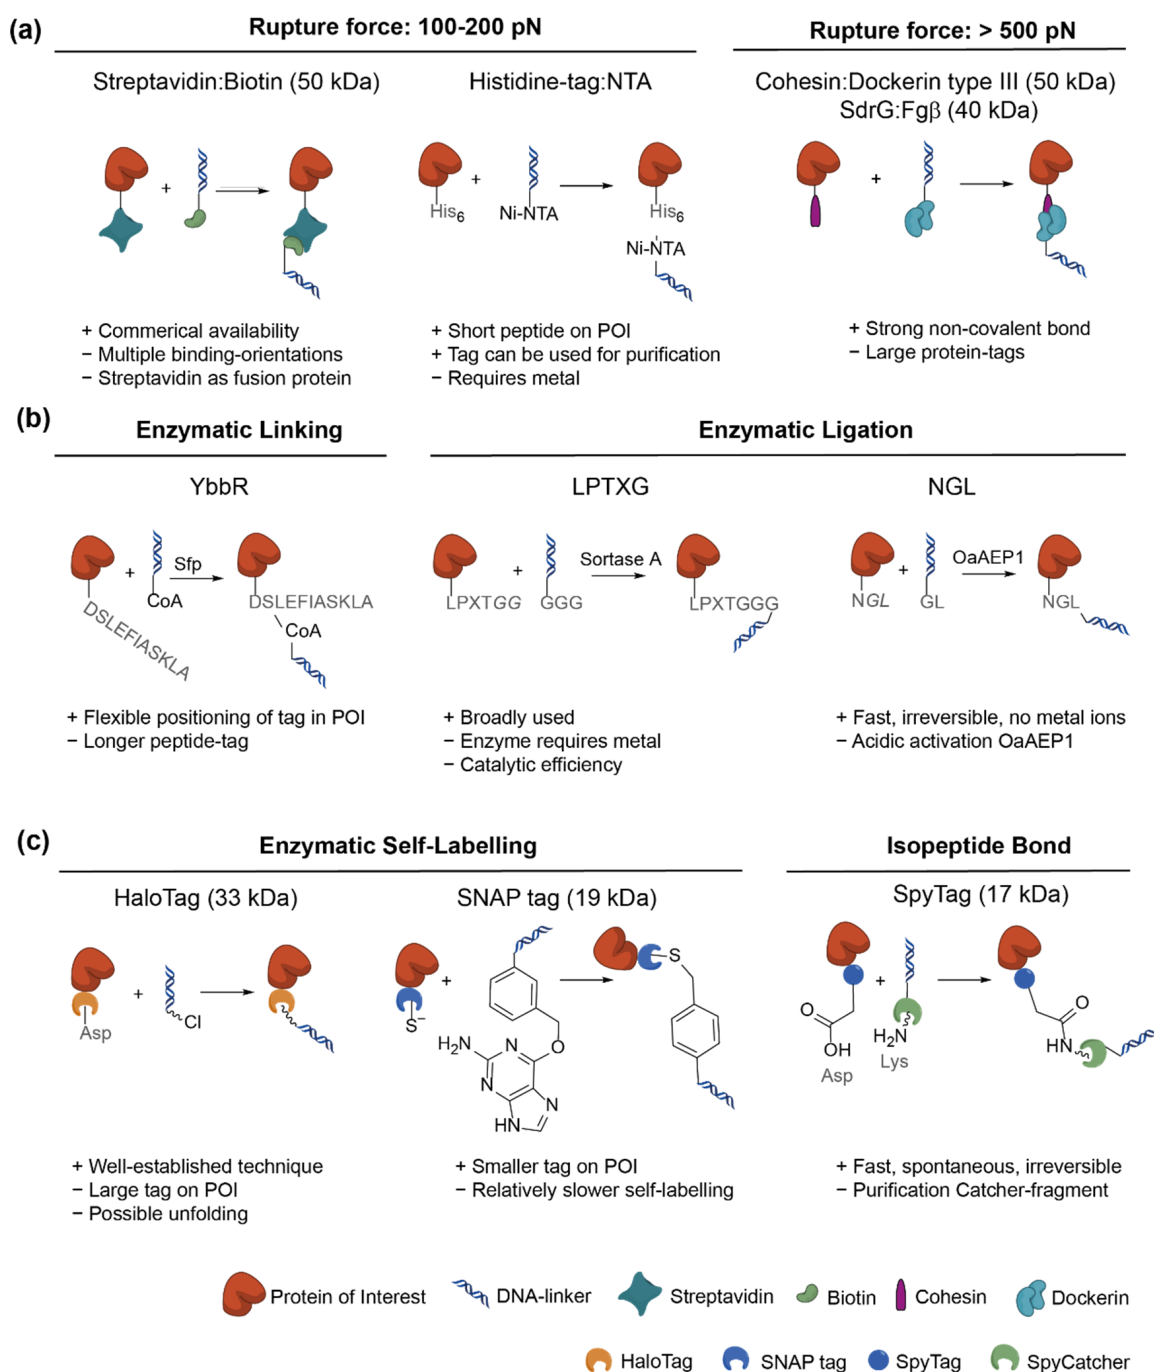 (a)
Rupture force: 100-200 pN
Rupture force: > 500 pN
Streptavidin:Biotin (50 kDa)
Histidine-tag:NTA
Cohesin:Dockerin type III (50 kDa)
SdrG:Fgβ (40 kDa)
+
+
+
His6
Ni-NTA
His6
Ni-NTA
+ Commerical availability
− Multiple binding-orientations
− Streptavidin as fusion protein
+ Short peptide on POI
+ Tag can be used for purification
− Requires metal
+ Strong non-covalent bond
− Large protein-tags
(b)
Enzymatic Linking
Enzymatic Ligation
YbbR
LPTXG
NGL
+
Sfp
CoA
DSLEFIASKLA
DSLEFIASKLA
CoA
+
Sortase A
LPXTGG
GGG
LPXTGGG
+
OaAEP1
NGL
GL
NGL
+ Flexible positioning of tag in POI
− Longer peptide-tag
+ Broadly used
− Enzyme requires metal
− Catalytic efficiency
+ Fast, irreversible, no metal ions
− Acidic activation OaAEP1
(c)
Enzymatic Self-Labelling
Isopeptide Bond
HaloTag (33 kDa)
SNAP tag (19 kDa)
SpyTag (17 kDa)
+
Asp
Cl
+
S−
H2N
N
N
O
N
N
HN
S
+
O
OH
Asp
H2N
Lys
O
HN
+ Well-established technique
− Large tag on POI
− Possible unfolding
+ Smaller tag on POI
− Relatively slower self-labelling
+ Fast, spontaneous, irreversible
− Purification Catcher-fragment
Protein of Interest
DNA-linker
Streptavidin
Biotin
Cohesin
Dockerin
HaloTag
SNAP tag
SpyTag
SpyCatcher